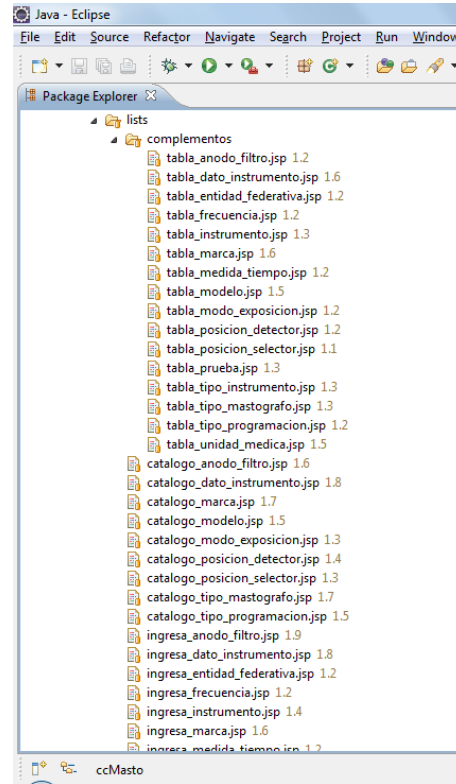 Java - Eclipse
File Edit Source Refactor Navigate Search Project Run Window
Package Explorer
lists
complementos
tabla_anodo_filtro.jsp 1.2
tabla_dato_instrumento.jsp 1.6
tabla_entidad_federativa.jsp 1.2
tabla_frecuencia.jsp 1.2
tabla_instrumento.jsp 1.3
tabla_marca.jsp 1.6
tabla_medida_tiempo.jsp 1.2
tabla_modelo.jsp 1.5
tabla_modo_exposicion.jsp 1.2
tabla_posicion_detector.jsp 1.2
tabla_posicion_selector.jsp 1.1
tabla_prueba.jsp 1.3
tabla_tipo_instrumento.jsp 1.3
tabla_tipo_mastografo.jsp 1.3
tabla_tipo_programacion.jsp 1.2
tabla_unidad_medica.jsp 1.5
catalogo_anodo_filtro.jsp 1.6
catalogo_dato_instrumento.jsp 1.8
catalogo_marca.jsp 1.7
catalogo_modelo.jsp 1.5
catalogo_modo_exposicion.jsp 1.3
catalogo_posicion_detector.jsp 1.4
catalogo_posicion_selector.jsp 1.3
catalogo_tipo_mastografo.jsp 1.7
catalogo_tipo_programacion.jsp 1.5
ingresa_anodo_filtro.jsp 1.9
ingresa_dato_instrumento.jsp 1.8
ingresa_entidad_federativa.jsp 1.2
ingresa_frecuencia.jsp 1.2
ingresa_instrumento.jsp 1.4
ingresa_marca.jsp 1.6
ingresa_medida_tiempo.jsp 1.2
ccMasto